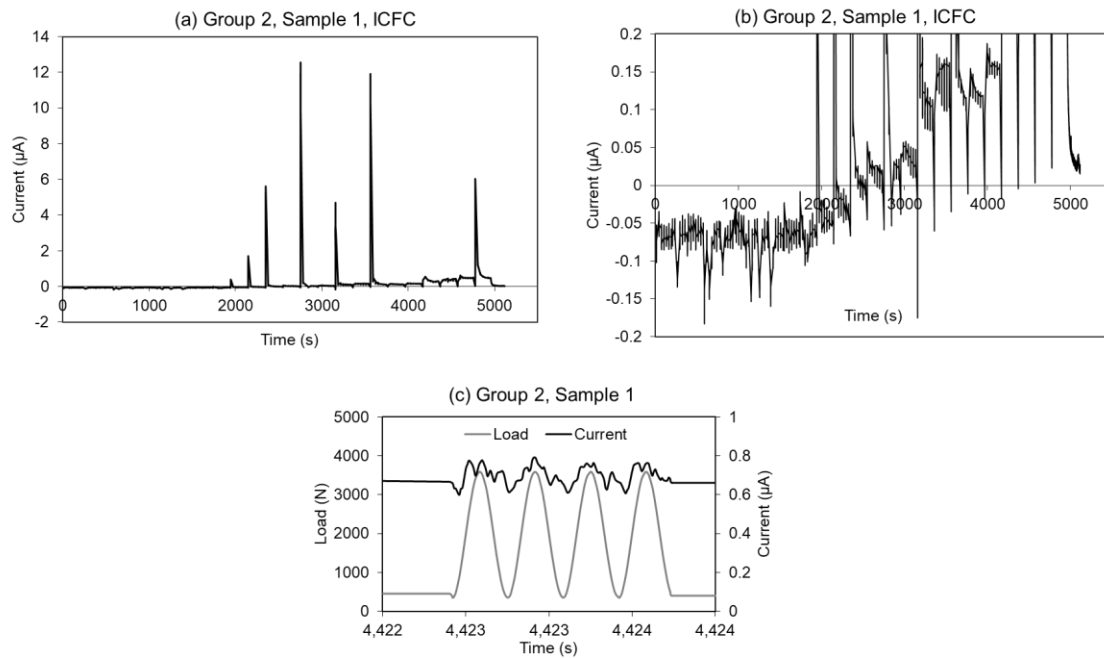 (a) Group 2, Sample 1, ICFC
14
12
10
8
6
4
2
0
-2
0 1000 2000 3000 4000 5000
Current (µA)
Time (s)
(b) Group 2, Sample 1, ICFC
0.2
0.15
0.1
0.05
0
-0.05
-0.1
-0.15
-0.2
0 1000 2000 3000 4000 5000
Current (µA)
Time (s)
(c) Group 2, Sample 1
Load Current
5000
4000
3000
2000
1000
0
Load (N)
1
0.8
0.6
0.4
0.2
0
Current (µA)
4,422 4,423 4,423 4,424 4,424
Time (s)